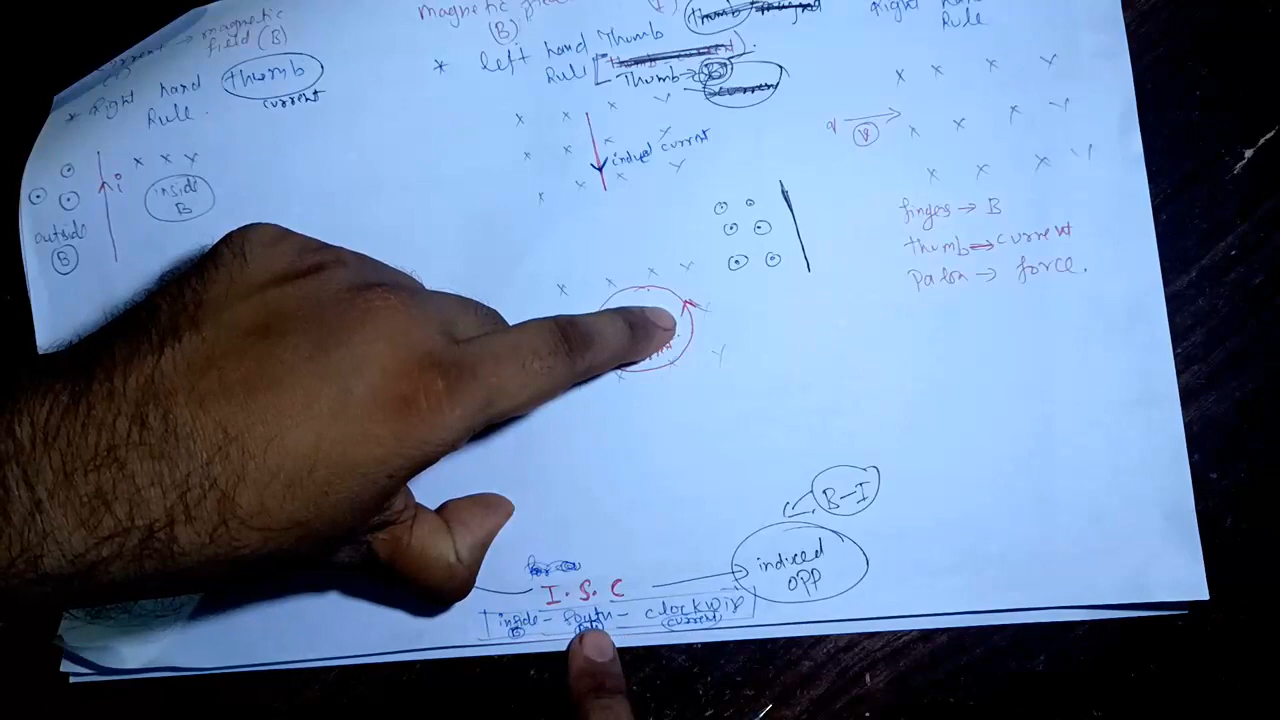 → magnetic
field (B)
* Right hand
Rule.
thumb
current
i
inside
B
outside
B
magnetic
(B)
* left hand Thumb
Rule
Thumb → B
current
induced current
Right hand
Rule
q → V
fingers → B
thumb → current
Palm → force.
B-I
induced
opp
I.S.C
inside - South - clockwise
(B)
(current)